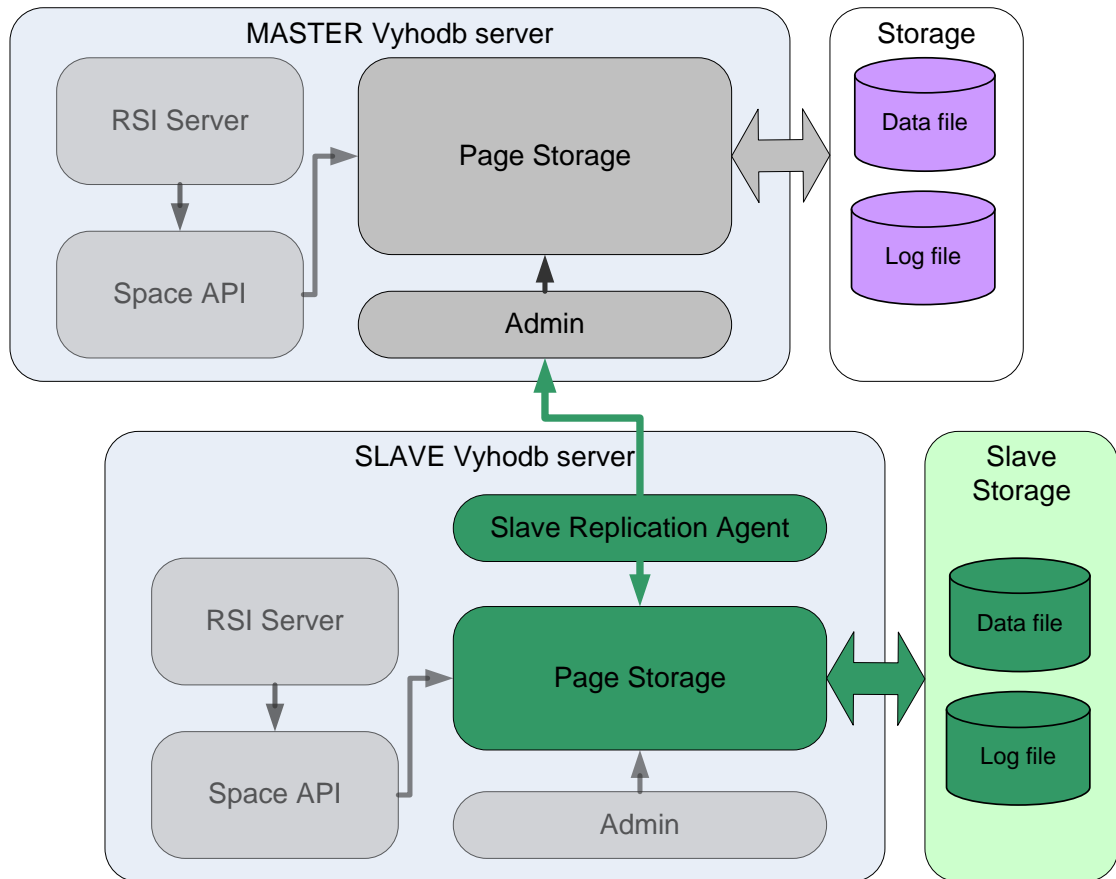 MASTER Vyhodb server
Storage
RSI Server
Page Storage
Data file
Space API
Log file
Admin
SLAVE Vyhodb server
Slave
Storage
Slave Replication Agent
RSI Server
Data file
Page Storage
Space API
Log file
Admin